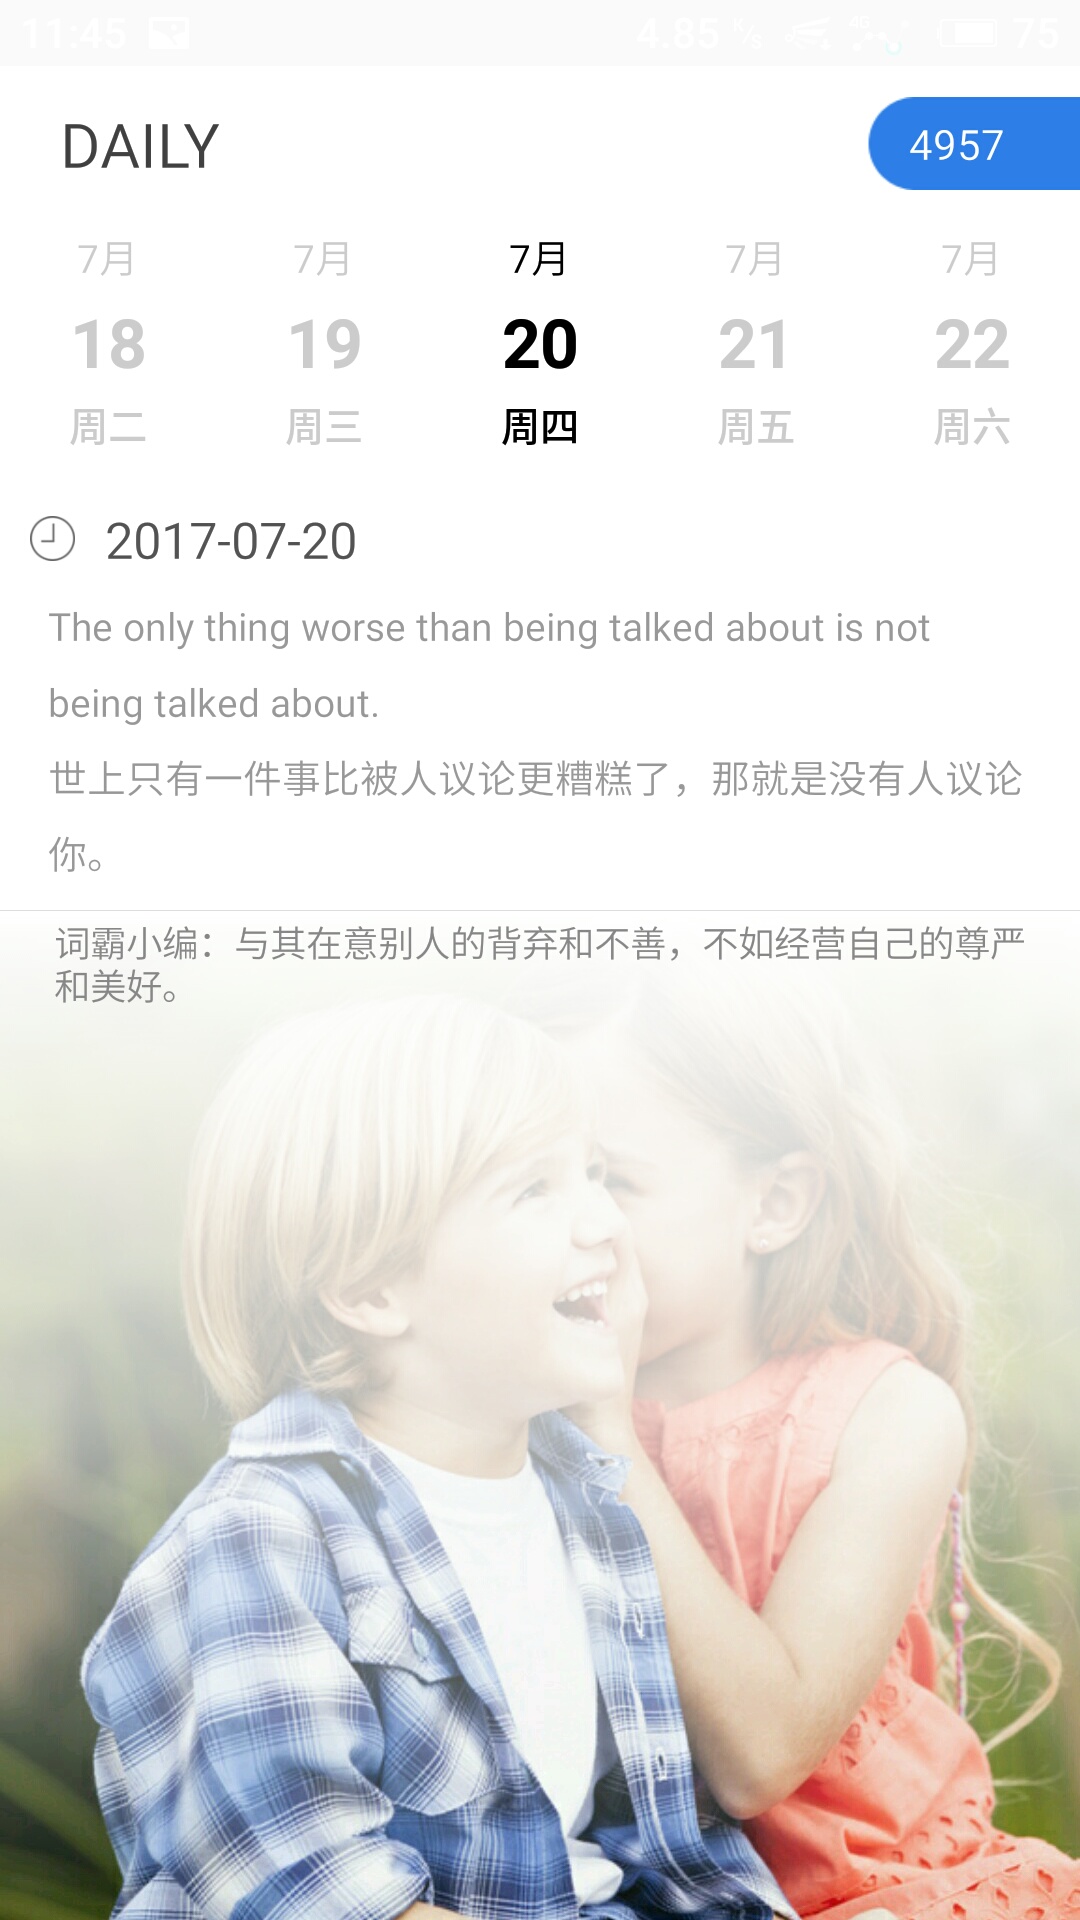 11:45 4.85 K/s 4G 75
DAILY
4957
7月 7月 7月 7月 7月
18 19 20 21 22
周二 周三 周四 周五 周六
2017-07-20
The only thing worse than being talked about is not
being talked about.
世上只有一件事比被人议论更糟糕了，那就是没有人议论
你。
词霸小编：与其在意别人的背弃和不善，不如经营自己的尊严
和美好。